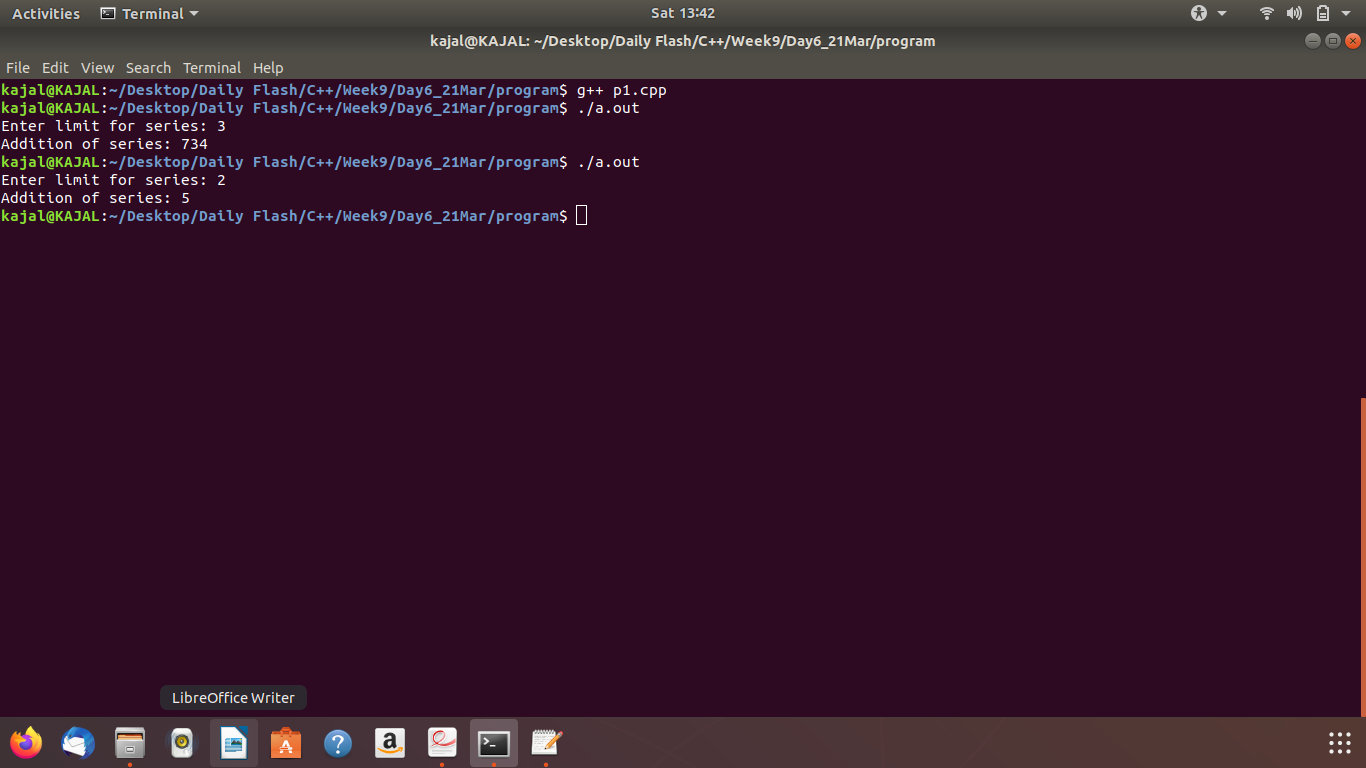 Activities Terminal Sat 13:42
kajal@KAJAL: ~/Desktop/Daily Flash/C++/Week9/Day6_21Mar/program
File Edit View Search Terminal Help
kajal@KAJAL:~/Desktop/Daily Flash/C++/Week9/Day6_21Mar/program$ g++ p1.cpp
kajal@KAJAL:~/Desktop/Daily Flash/C++/Week9/Day6_21Mar/program$ ./a.out
Enter limit for series: 3
Addition of series: 734
kajal@KAJAL:~/Desktop/Daily Flash/C++/Week9/Day6_21Mar/program$ ./a.out
Enter limit for series: 2
Addition of series: 5
kajal@KAJAL:~/Desktop/Daily Flash/C++/Week9/Day6_21Mar/program$
LibreOffice Writer